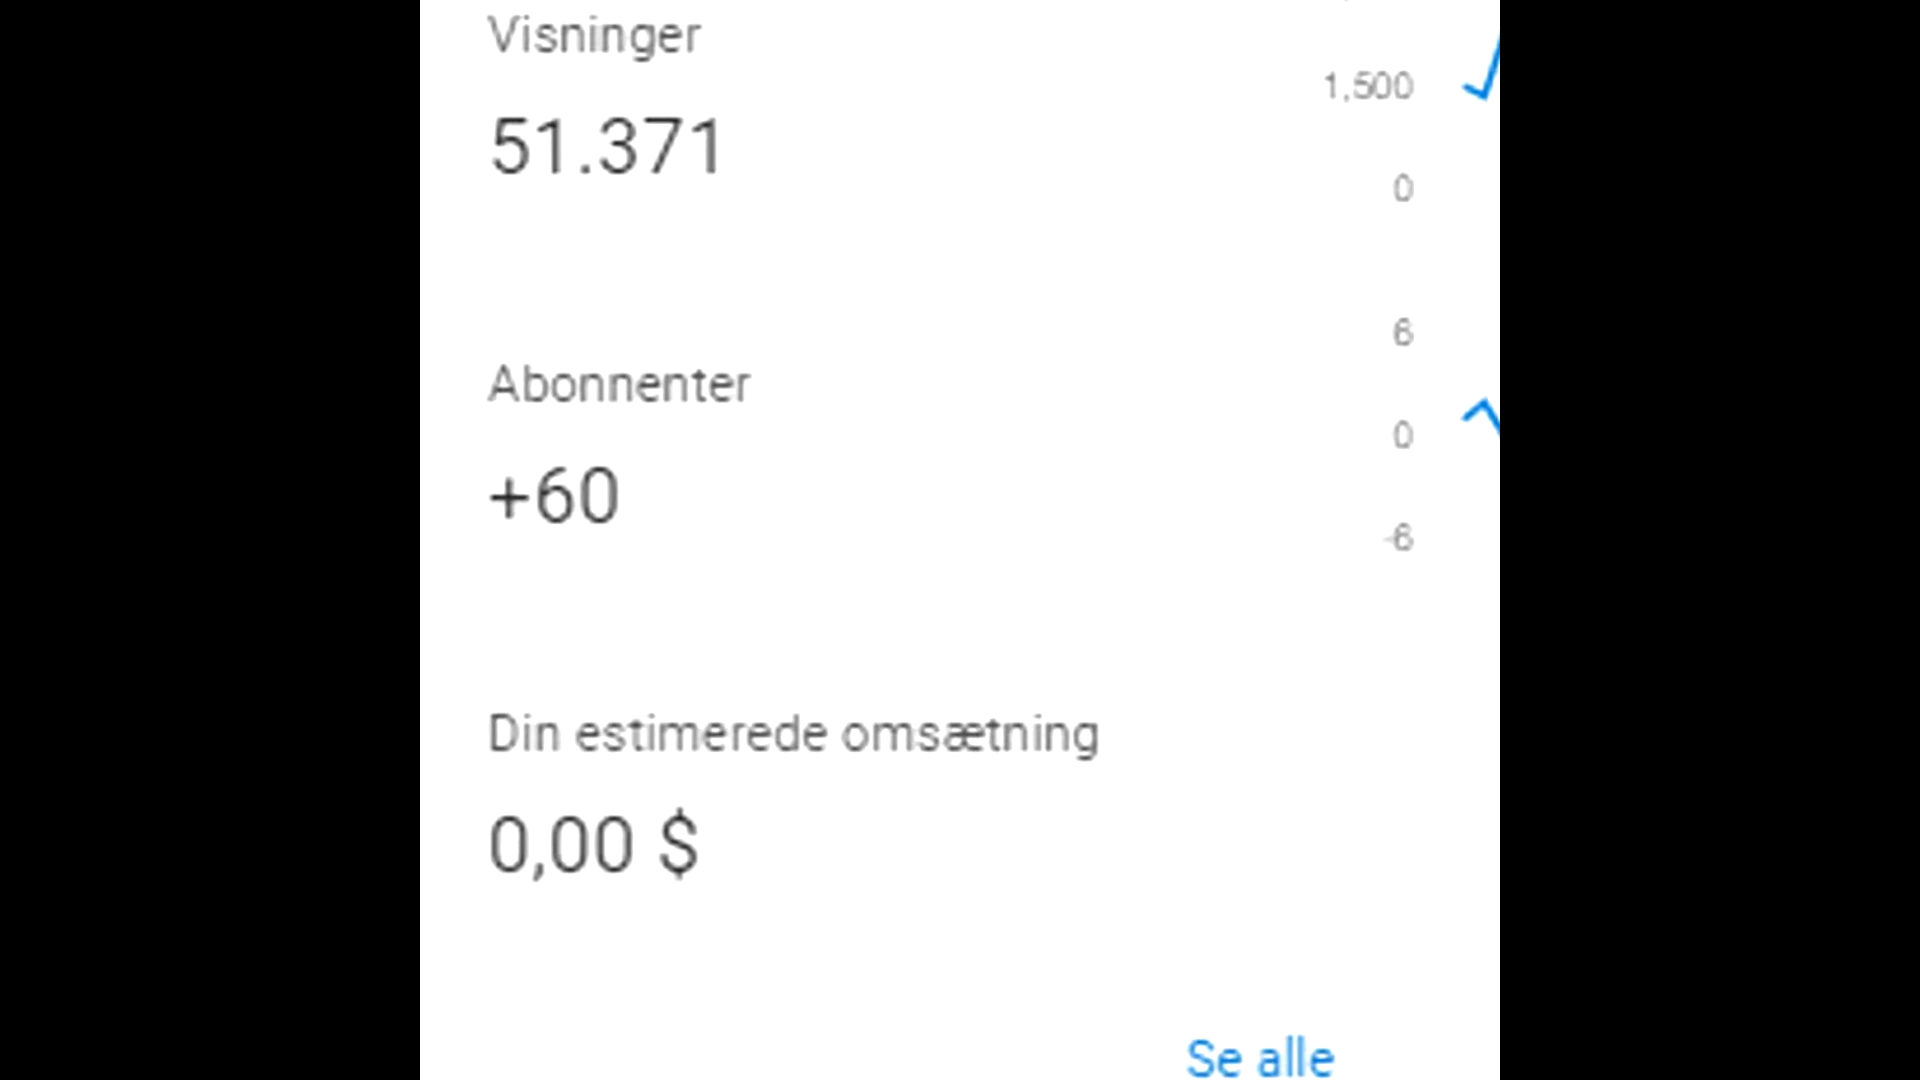 Visninger
51.371
1,500
0
Abonnenter
+60
6
0
-6
Din estimerede omsætning
0,00 $
Se alle